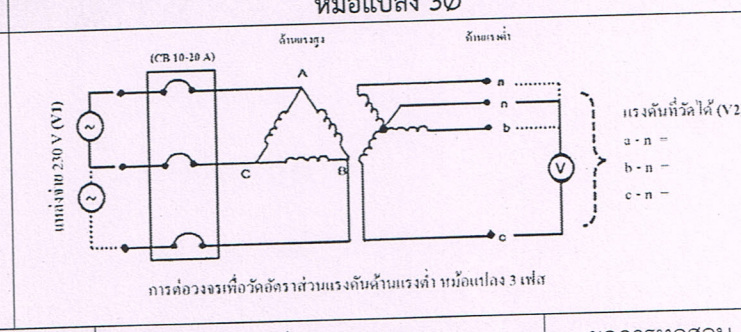 หม้อแปลง 3Ø
ด้านแรงสูง
ด้านแรงต่ำ
(CB 10-20 A)
A
C
B
a
n
b
c
V
~
~
แหล่งจ่าย 230 V (V1)
แรงดันที่วัดได้ (V2
a - n =
b - n =
c - n =
การต่อวงจรเพื่อวัดอัตราส่วนแรงดันด้านแรงต่ำ หม้อแปลง 3 เฟส